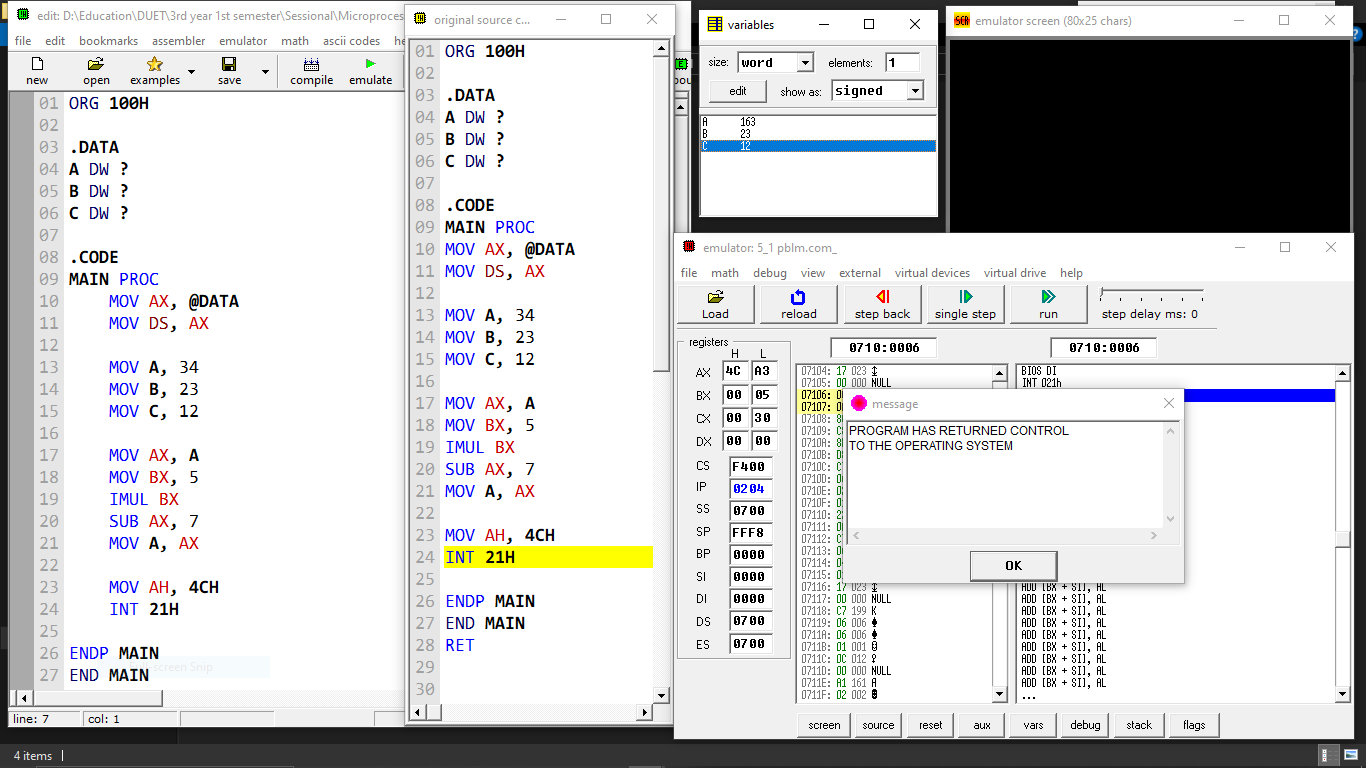 edit: D:\Education\DUET\3rd year 1st semester\Sessional\Microproces
file edit bookmarks assembler emulator math ascii codes he
new open examples save compile emulate
01 ORG 100H
02
03 .DATA
04 A DW ?
05 B DW ?
06 C DW ?
07
08 .CODE
09 MAIN PROC
10 MOV AX, @DATA
11 MOV DS, AX
12
13 MOV A, 34
14 MOV B, 23
15 MOV C, 12
16
17 MOV AX, A
18 MOV BX, 5
19 IMUL BX
20 SUB AX, 7
21 MOV A, AX
22
23 MOV AH, 4CH
24 INT 21H
25
26 ENDP MAIN
27 END MAIN
screen Snip
line: 7 col: 1
4 items
original source c...
01 ORG 100H
02
03 .DATA
04 A DW ?
05 B DW ?
06 C DW ?
07
08 .CODE
09 MAIN PROC
10 MOV AX, @DATA
11 MOV DS, AX
12
13 MOV A, 34
14 MOV B, 23
15 MOV C, 12
16
17 MOV AX, A
18 MOV BX, 5
19 IMUL BX
20 SUB AX, 7
21 MOV A, AX
22
23 MOV AH, 4CH
24 INT 21H
25
26 ENDP MAIN
27 END MAIN
28 RET
29
30
bou
variables
size: word elements: 1
edit show as: signed
A 163
B 23
C 12
emulator screen (80x25 chars)
emulator: 5_1 pblm.com_
file math debug view external virtual devices virtual drive help
Load reload step back single step run step delay ms: 0
registers
H L
AX 4C A3
BX 00 05
CX 00 30
DX 00 00
CS F400
IP 0204
SS 0700
SP FFF8
BP 0000
SI 0000
DI 0000
DS 0700
ES 0700
0710:0006 0710:0006
07104: 17 023 ↨
07105: 00 000 NULL
07106: 0
07107: 0
07108: 8
07109: C
0710A: 8
0710B: D
0710C: C
0710D: 0
0710E: 0
0710F: 0
07110: 2
07111: 0
07112: C
07113: 0
07114: 0
07115: 0
07116: 17 023 ↨
07117: 00 000 NULL
07118: C7 199 K
07119: 06 006 ♠
0711A: 06 006 ♠
0711B: 01 001 ☺
0711C: 0C 012 ♀
0711D: 00 000 NULL
0711E: A1 161 A
0711F: 02 002 ☻
BIOS DI
INT 021h
ADD [BX + SI], AL
ADD [BX + SI], AL
ADD [BX + SI], AL
ADD [BX + SI], AL
ADD [BX + SI], AL
ADD [BX + SI], AL
ADD [BX + SI], AL
ADD [BX + SI], AL
ADD [BX + SI], AL
...
message
PROGRAM HAS RETURNED CONTROL
TO THE OPERATING SYSTEM
OK
screen source reset aux vars debug stack flags